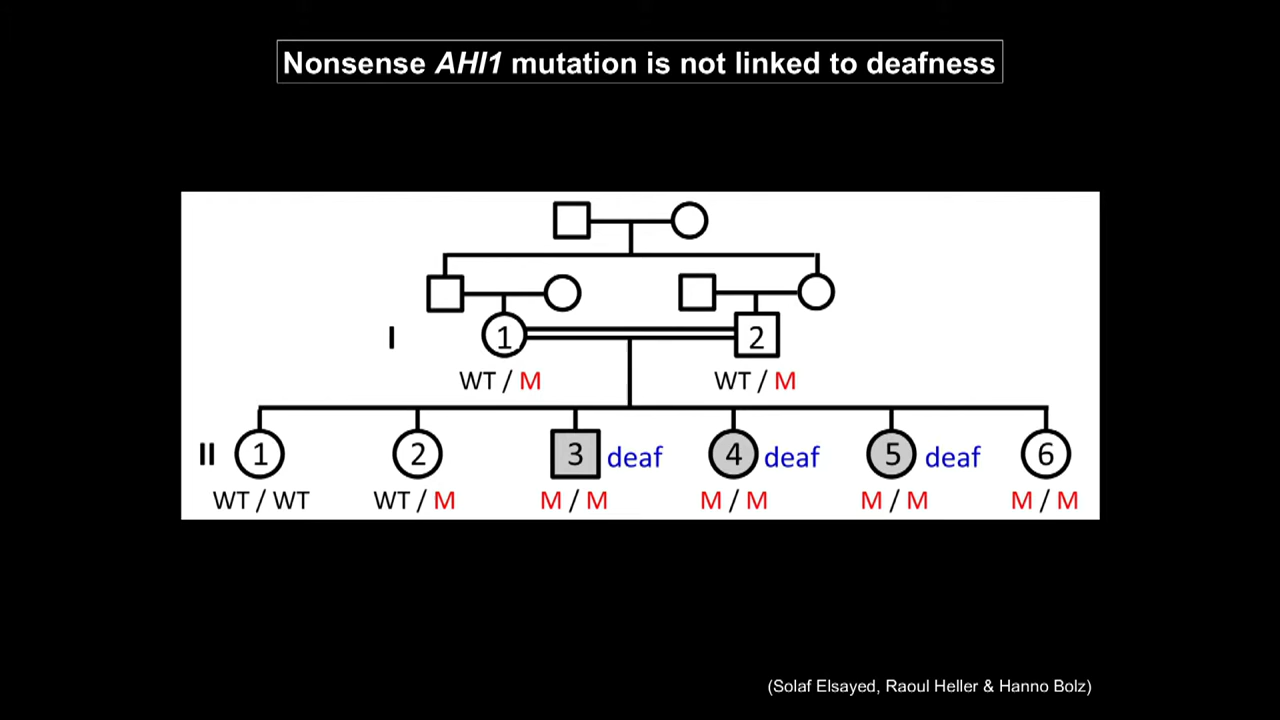 Nonsense AHI1 mutation is not linked to deafness
I 1 2
WT / M WT / M
II 1 2 3 deaf 4 deaf 5 deaf 6
WT / WT WT / M M / M M / M M / M M / M
(Solaf Elsayed, Raoul Heller & Hanno Bolz)